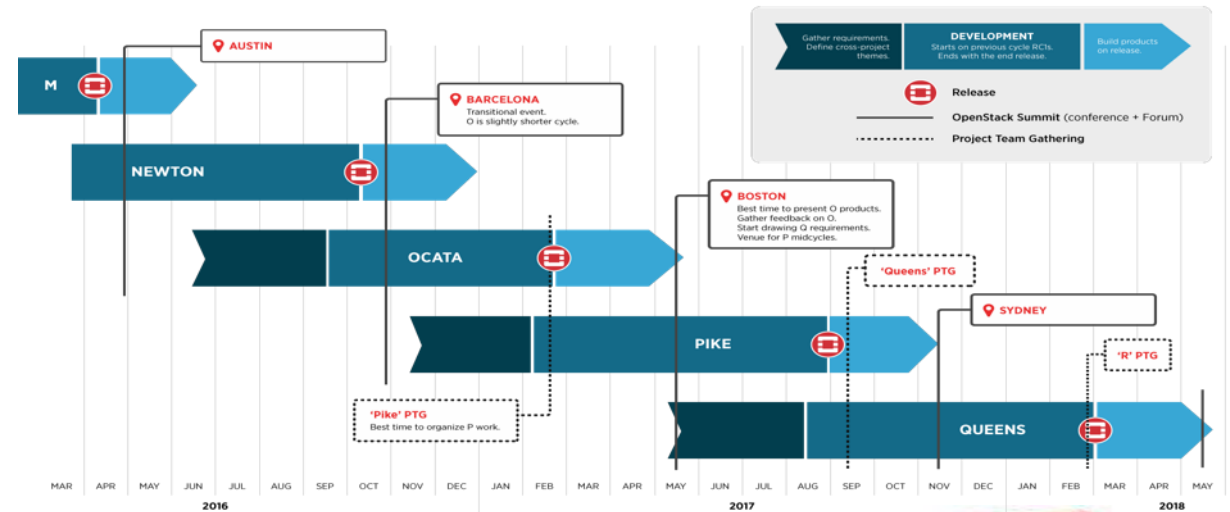 AUSTIN
M
BARCELONA
Transitional event.
O is slightly shorter cycle.
Gather requirements.
Define cross-project
themes.
DEVELOPMENT
Starts on previous cycle RC1s.
Ends with the end release.
Build products
on release.
Release
OpenStack Summit (conference + Forum)
Project Team Gathering
NEWTON
BOSTON
Best time to present O products.
Gather feedback on O.
Start drawing Q requirements.
Venue for P midcycles.
OCATA
'Queens' PTG
SYDNEY
PIKE
'R' PTG
'Pike' PTG
Best time to organize P work.
QUEENS
MAR APR MAY JUN JUL AUG SEP OCT NOV DEC JAN FEB MAR APR MAY JUN JUL AUG SEP OCT NOV DEC JAN FEB MAR APR MAY
2016 2017 2018